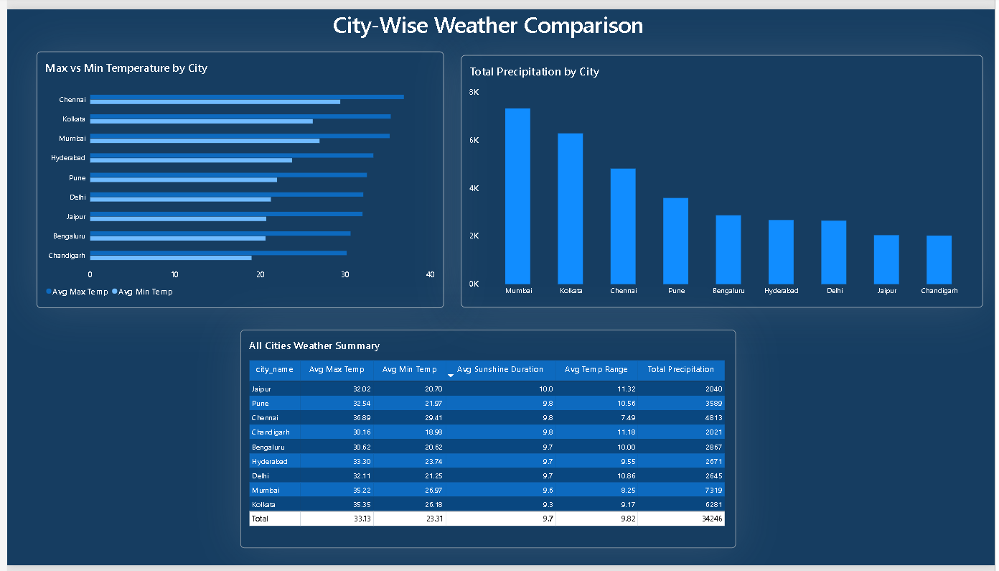 City-Wise Weather Comparison
Max vs Min Temperature by City
Chennai
Kolkata
Mumbai
Hyderabad
Pune
Delhi
Jaipur
Bengaluru
Chandigarh
0 10 20 30 40
Avg Max Temp Avg Min Temp
Total Precipitation by City
8K
6K
4K
2K
0K
Mumbai Kolkata Chennai Pune Bengaluru Hyderabad Delhi Jaipur Chandigarh
All Cities Weather Summary
city_name Avg Max Temp Avg Min Temp Avg Sunshine Duration Avg Temp Range Total Precipitation
Jaipur 32.02 20.70 10.0 11.32 2040
Pune 32.54 21.97 9.8 10.56 3589
Chennai 36.89 29.41 9.8 7.49 4813
Chandigarh 30.16 18.98 9.8 11.18 2021
Bengaluru 30.62 20.62 9.7 10.00 2867
Hyderabad 33.30 23.74 9.7 9.55 2671
Delhi 32.11 21.25 9.7 10.86 2645
Mumbai 35.22 26.97 9.6 8.25 7319
Kolkata 35.35 26.18 9.3 9.17 6281
Total 33.13 23.31 9.7 9.82 34246